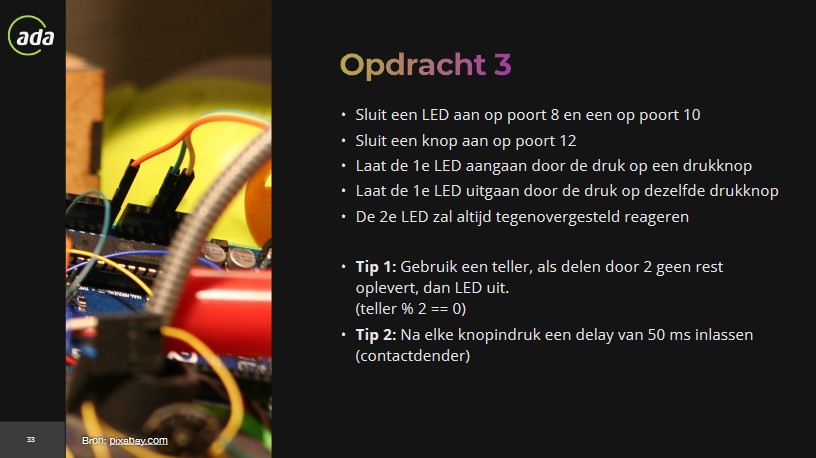 ada
Opdracht 3
• Sluit een LED aan op poort 8 en een op poort 10
• Sluit een knop aan op poort 12
• Laat de 1e LED aangaan door de druk op een drukknop
• Laat de 1e LED uitgaan door de druk op dezelfde drukknop
• De 2e LED zal altijd tegenovergesteld reageren
• Tip 1: Gebruik een teller, als delen door 2 geen rest
oplevert, dan LED uit.
(teller % 2 == 0)
• Tip 2: Na elke knopindruk een delay van 50 ms inlassen
(contactdender)
33
Bron: pixabay.com